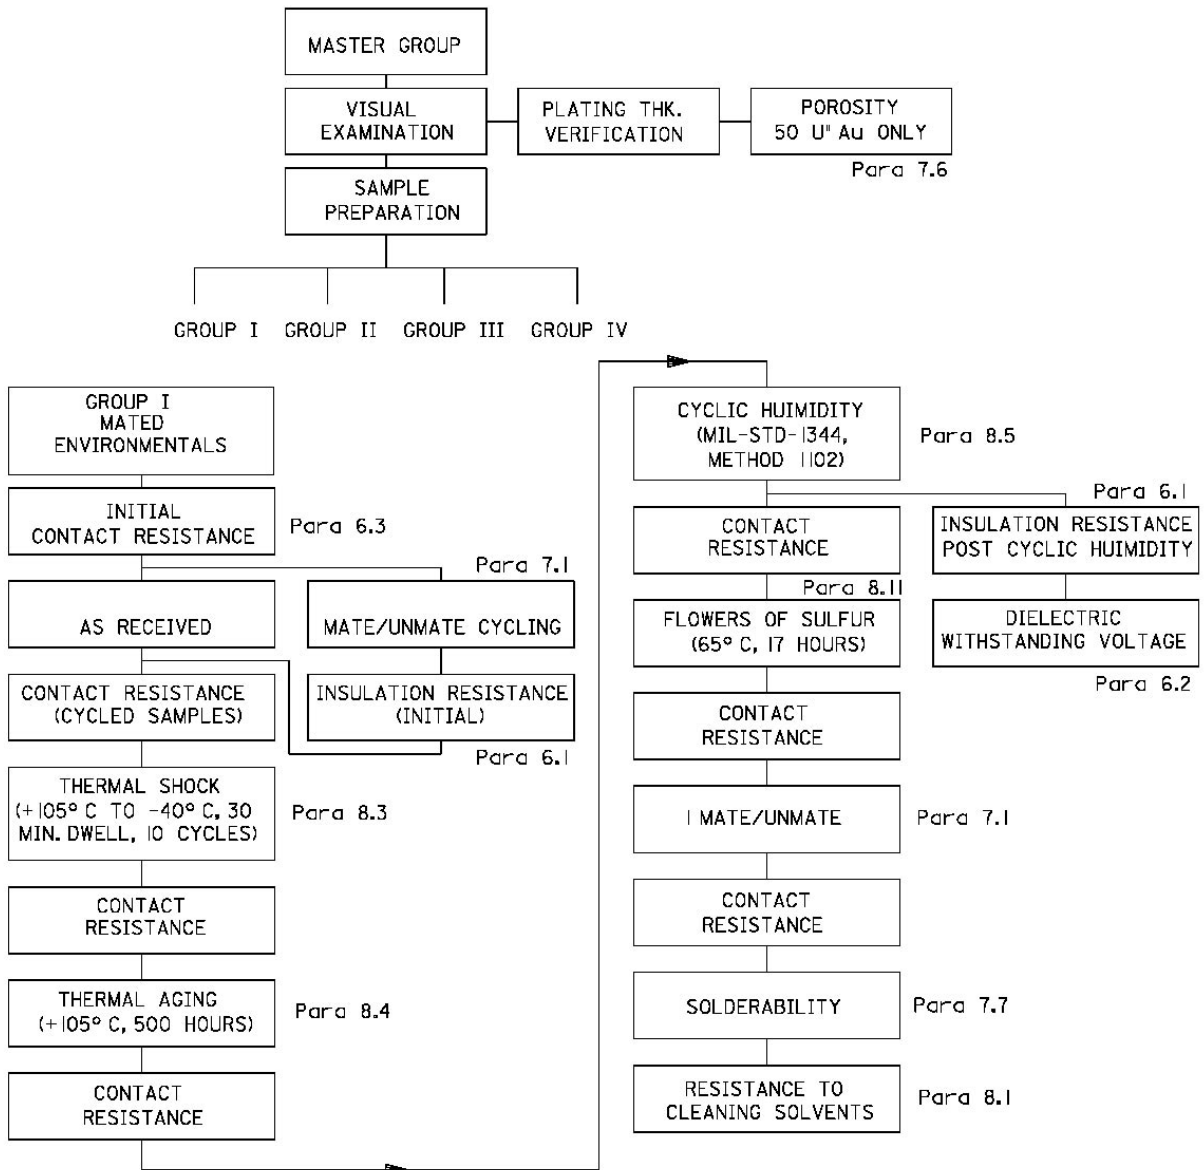 MASTER GROUP
VISUAL
EXAMINATION
PLATING THK.
VERIFICATION
POROSITY
50 U" Au ONLY
Para 7.6
SAMPLE
PREPARATION
GROUP I
GROUP II
GROUP III
GROUP IV
GROUP I
MATED
ENVIRONMENTALS
INITIAL
CONTACT RESISTANCE
Para 6.3
Para 7.1
AS RECEIVED
MATE/UNMATE CYCLING
CONTACT RESISTANCE
(CYCLED SAMPLES)
INSULATION RESISTANCE
(INITIAL)
Para 6.1
THERMAL SHOCK
(+105° C TO -40° C, 30
MIN. DWELL, 10 CYCLES)
Para 8.3
CONTACT
RESISTANCE
THERMAL AGING
(+105° C, 500 HOURS)
Para 8.4
CONTACT
RESISTANCE
CYCLIC HUIMIDITY
(MIL-STD-1344,
METHOD 1102)
Para 8.5
Para 6.1
CONTACT
RESISTANCE
INSULATION RESISTANCE
POST CYCLIC HUIMIDITY
Para 8.11
FLOWERS OF SULFUR
(65° C, 17 HOURS)
DIELECTRIC
WITHSTANDING VOLTAGE
Para 6.2
CONTACT
RESISTANCE
1 MATE/UNMATE
Para 7.1
CONTACT
RESISTANCE
SOLDERABILITY
Para 7.7
RESISTANCE TO
CLEANING SOLVENTS
Para 8.1